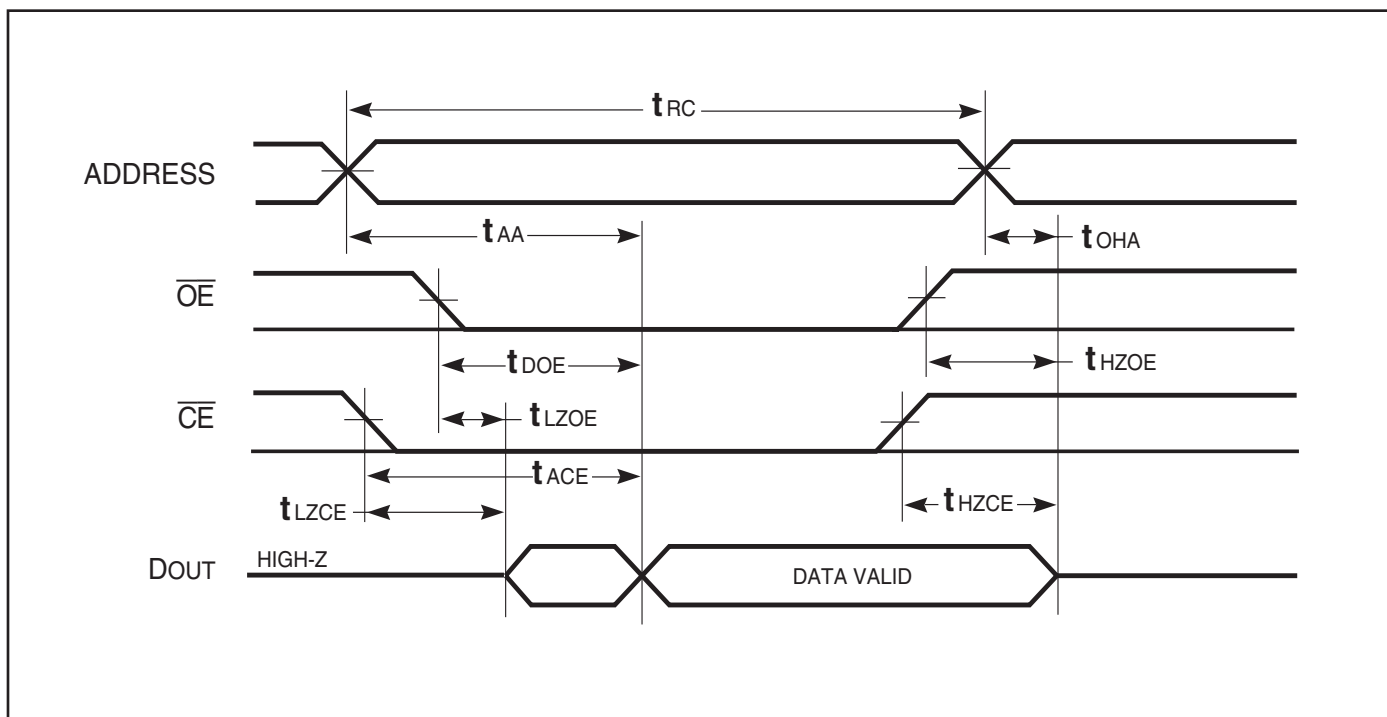 tRC
ADDRESS
tAA
tOHA
OE
tDOE
tHZOE
CE
tLZOE
tACE
tLZCE
tHZCE
DOUT
HIGH-Z
DATA VALID